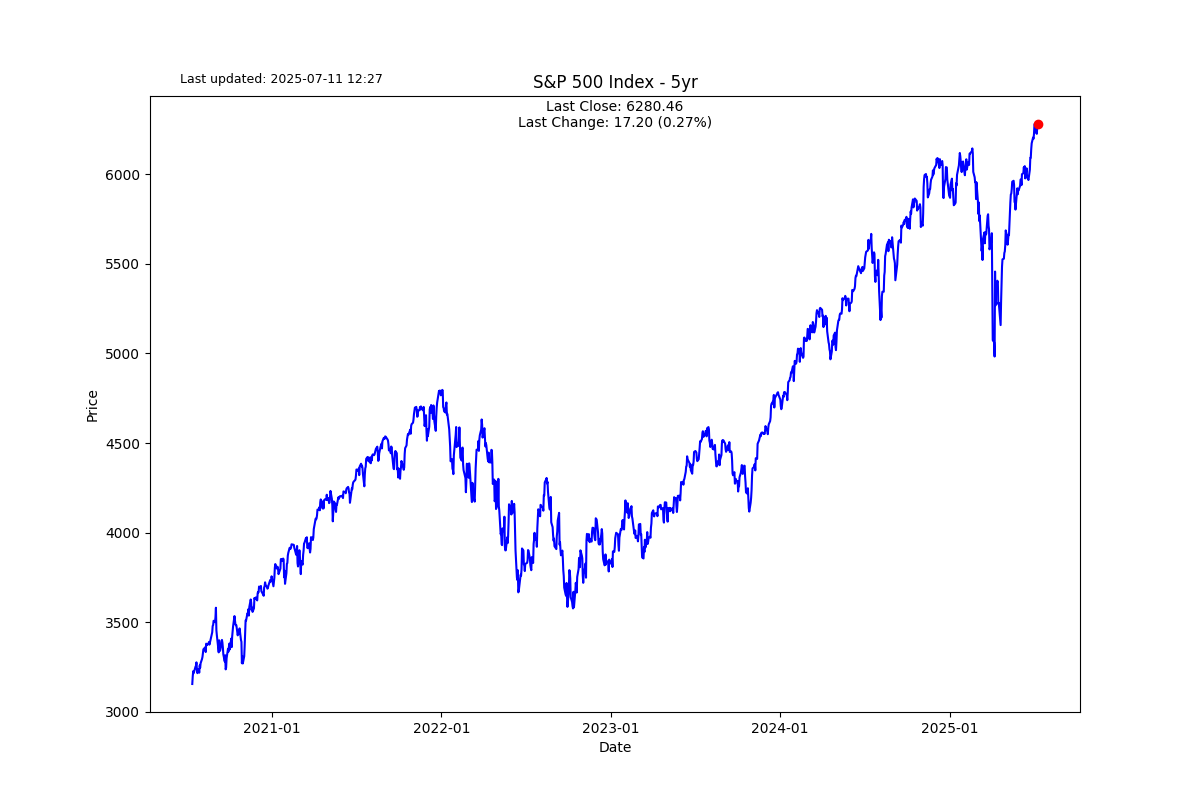 Last updated: 2025-07-11 12:27
S&P 500 Index - 5yr
Last Close: 6280.46
Last Change: 17.20 (0.27%)
Price
6000
5500
5000
4500
4000
3500
3000
2021-01
2022-01
2023-01
2024-01
2025-01
Date